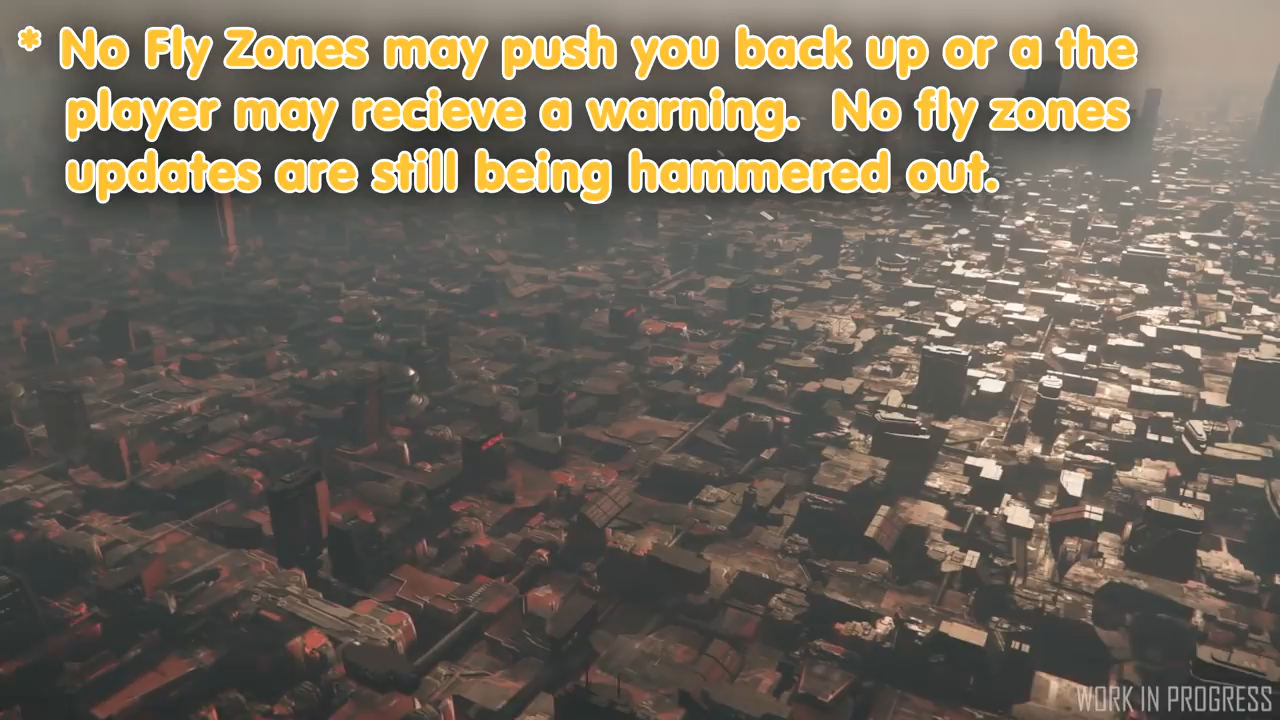 * No Fly Zones may push you back up or a the
player may recieve a warning.  No fly zones
updates are still being hammered out.
WORK IN PROGRESS